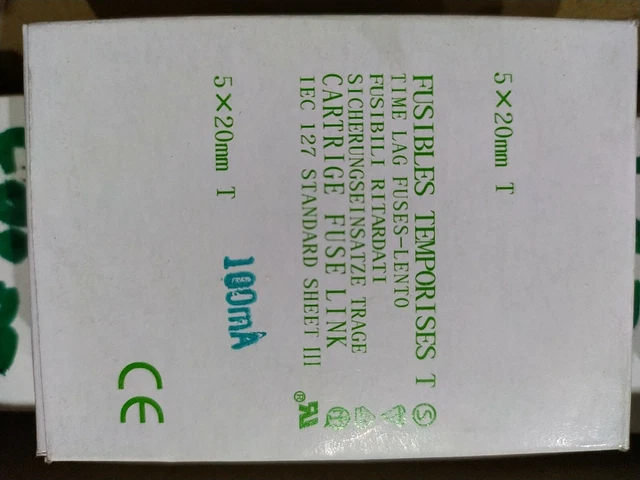 5×20mm T
FUSIBLES TEMPORISES T
TIME LAG FUSES-LENTO
FUSIBILI RITARDATI
SICHERUNGSEINSATZE TRAGE
CARTRIGE FUSE LINK
IEC 127 STANDARD SHEET III
5×20mm T
100mA
CE